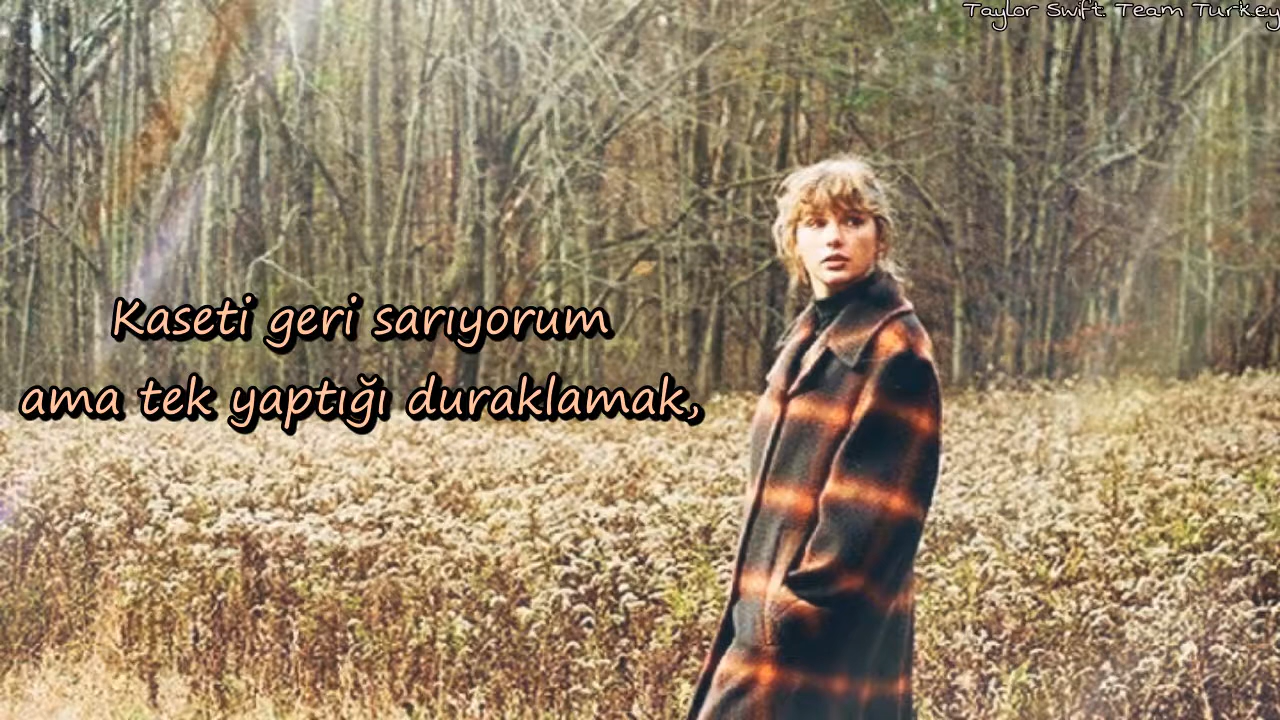 Taylor Swift. Team Turkey
Kaseti geri sarıyorum
ama tek yaptığı duraklamak,